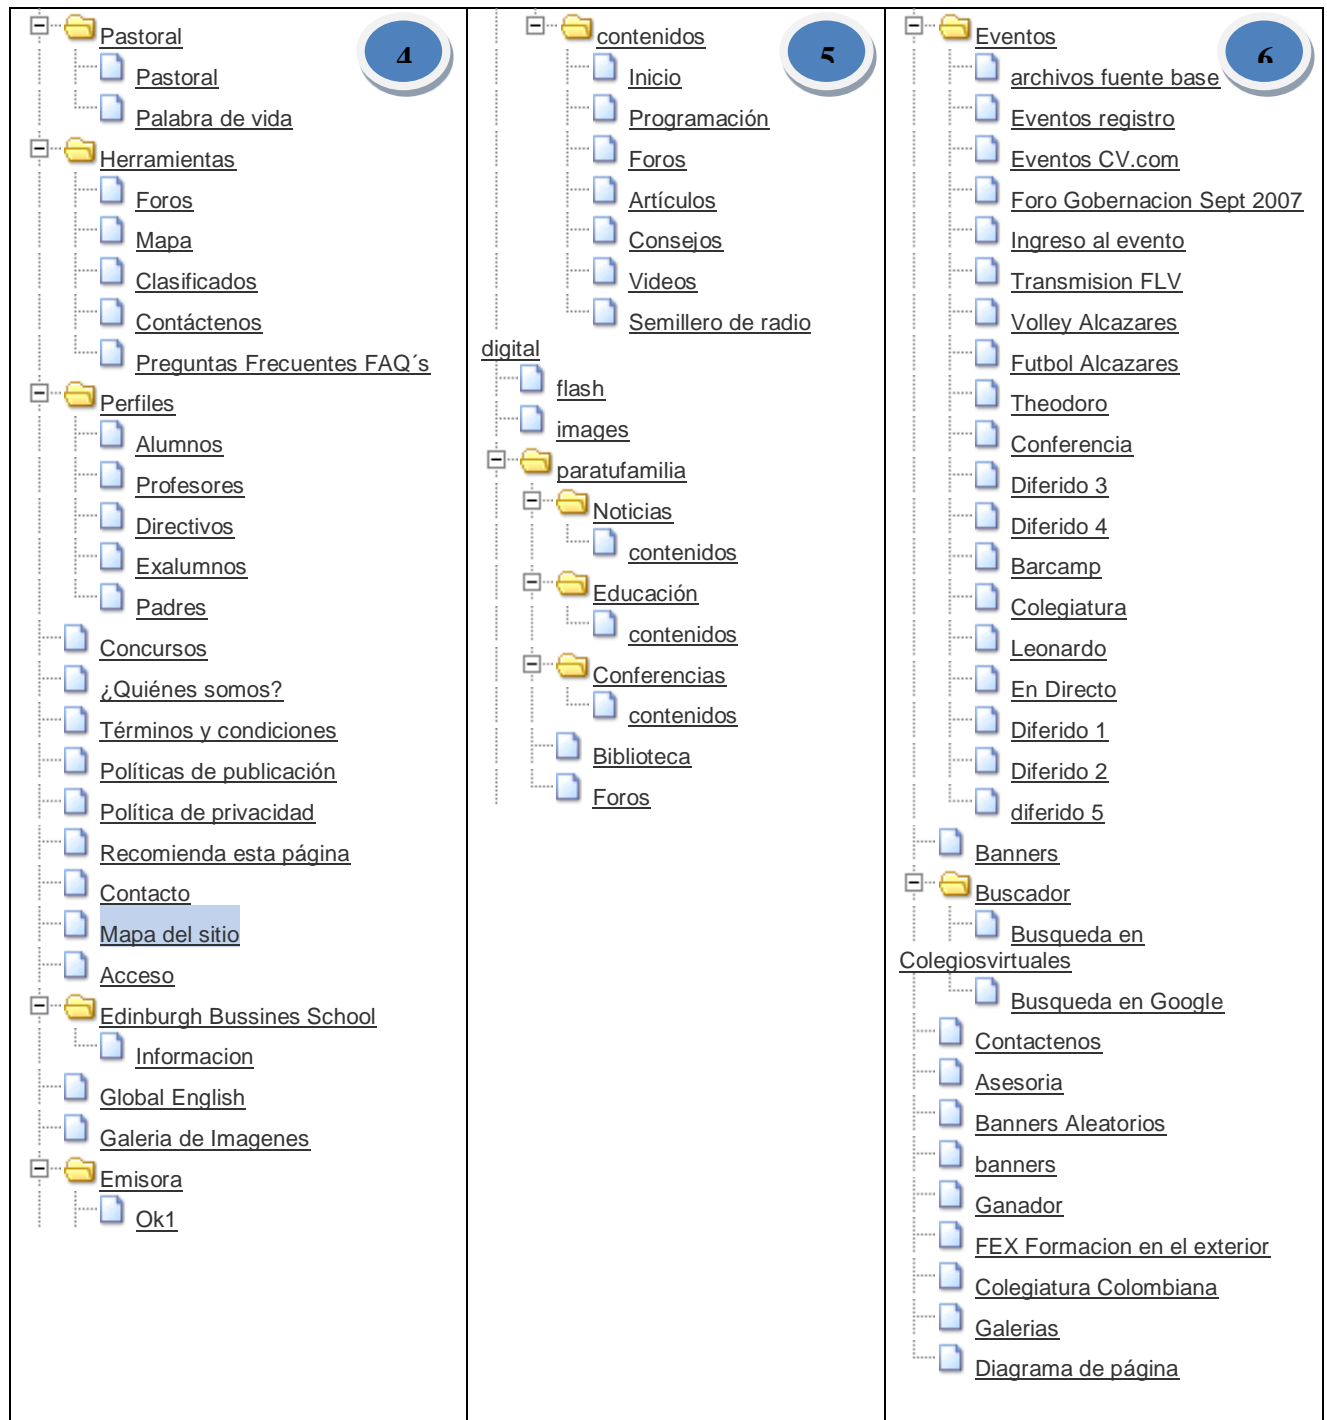 4
Pastoral
Pastoral
Palabra de vida
Herramientas
Foros
Mapa
Clasificados
Contáctenos
Preguntas Frecuentes FAQ´s
Perfiles
Alumnos
Profesores
Directivos
Exalumnos
Padres
Concursos
¿Quiénes somos?
Términos y condiciones
Políticas de publicación
Política de privacidad
Recomienda esta página
Contacto
Mapa del sitio
Acceso
Edinburgh Bussines School
Informacion
Global English
Galeria de Imagenes
Emisora
Ok1
5
contenidos
Inicio
Programación
Foros
Artículos
Consejos
Videos
Semillero de radio
digital
flash
images
paratufamilia
Noticias
contenidos
Educación
contenidos
Conferencias
contenidos
Biblioteca
Foros
6
Eventos
archivos fuente base
Eventos registro
Eventos CV.com
Foro Gobernacion Sept 2007
Ingreso al evento
Transmision FLV
Volley Alcazares
Futbol Alcazares
Theodoro
Conferencia
Diferido 3
Diferido 4
Barcamp
Colegiatura
Leonardo
En Directo
Diferido 1
Diferido 2
diferido 5
Banners
Buscador
Busqueda en
Colegiosvirtuales
Busqueda en Google
Contactenos
Asesoria
Banners Aleatorios
banners
Ganador
FEX Formacion en el exterior
Colegiatura Colombiana
Galerias
Diagrama de página